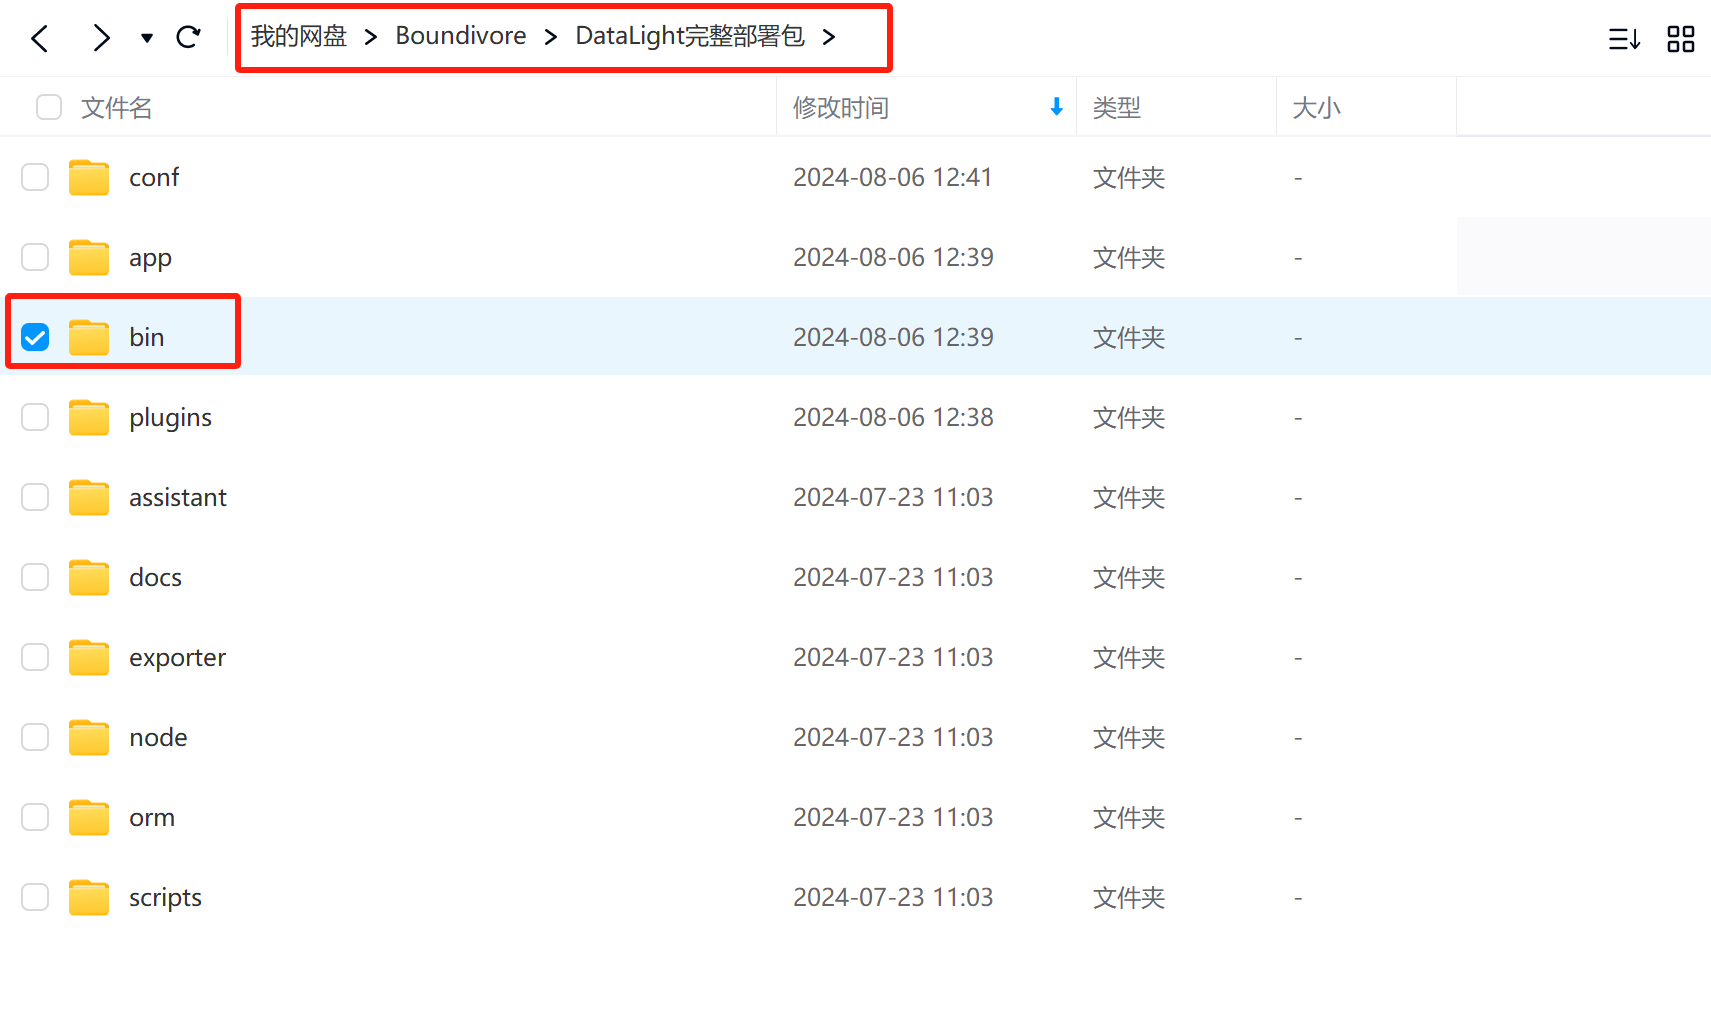 我的网盘 > Boundivore > DataLight完整部署包 >
文件名 修改时间 类型 大小
conf 2024-08-06 12:41 文件夹 -
app 2024-08-06 12:39 文件夹 -
bin 2024-08-06 12:39 文件夹 -
plugins 2024-08-06 12:38 文件夹 -
assistant 2024-07-23 11:03 文件夹 -
docs 2024-07-23 11:03 文件夹 -
exporter 2024-07-23 11:03 文件夹 -
node 2024-07-23 11:03 文件夹 -
orm 2024-07-23 11:03 文件夹 -
scripts 2024-07-23 11:03 文件夹 -